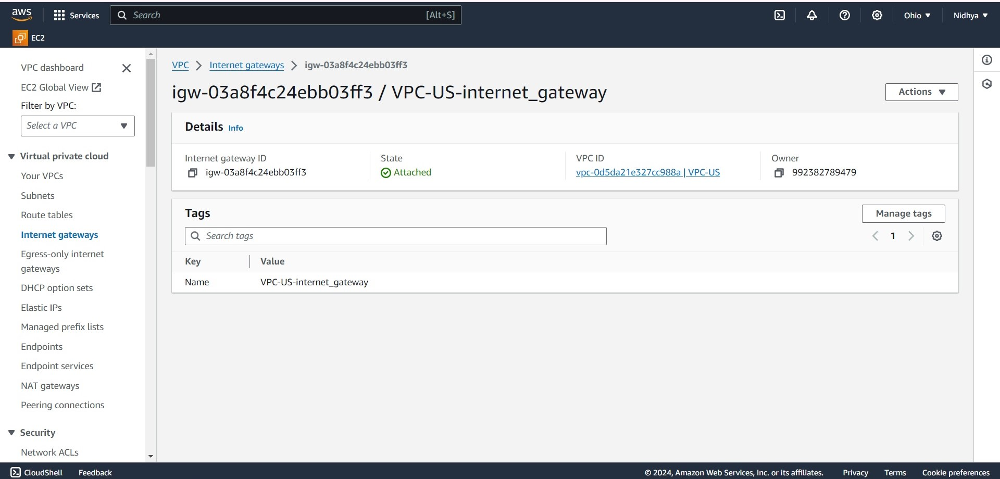 aws
Services
Search
[Alt+S]
Ohio ▼
Nidhya ▼
EC2
VPC dashboard
EC2 Global View
Filter by VPC:
Select a VPC
Virtual private cloud
Your VPCs
Subnets
Route tables
Internet gateways
Egress-only internet
gateways
DHCP option sets
Elastic IPs
Managed prefix lists
Endpoints
Endpoint services
NAT gateways
Peering connections
Security
Network ACLs
VPC > Internet gateways > igw-03a8f4c24ebb03ff3
igw-03a8f4c24ebb03ff3 / VPC-US-internet_gateway
Actions ▼
Details Info
Internet gateway ID
igw-03a8f4c24ebb03ff3
State
Attached
VPC ID
vpc-0d5da21e327cc988a | VPC-US
Owner
992382789479
Tags
Manage tags
Search tags
1
Key Value
Name VPC-US-internet_gateway
CloudShell
Feedback
© 2024, Amazon Web Services, Inc. or its affiliates.
Privacy
Terms
Cookie preferences